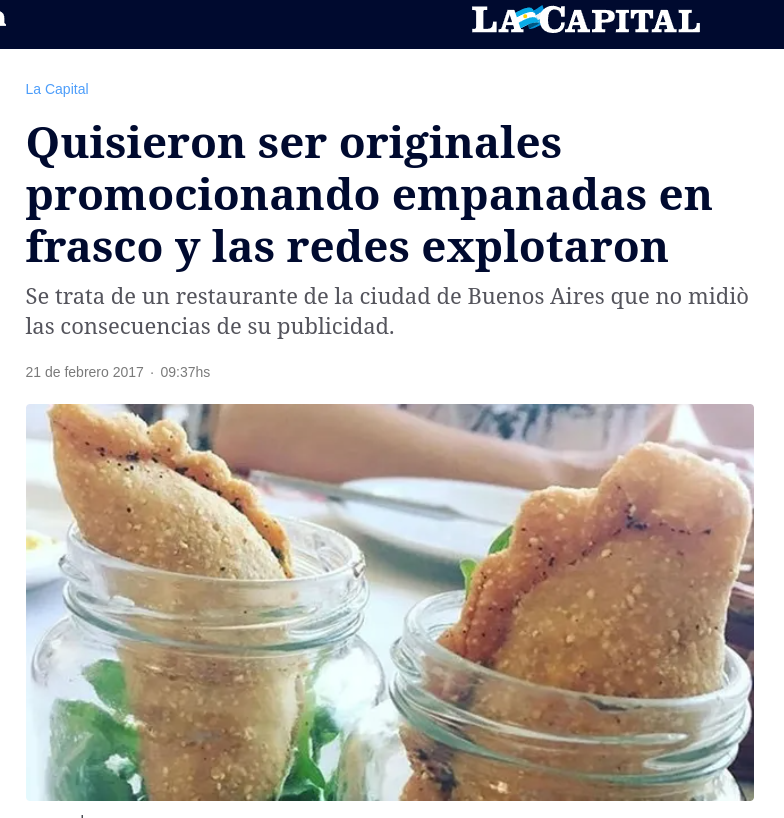 LA CAPITAL
La Capital
Quisieron ser originales
promocionando empanadas en
frasco y las redes explotaron
Se trata de un restaurante de la ciudad de Buenos Aires que no midiò
las consecuencias de su publicidad.
21 de febrero 2017 · 09:37hs